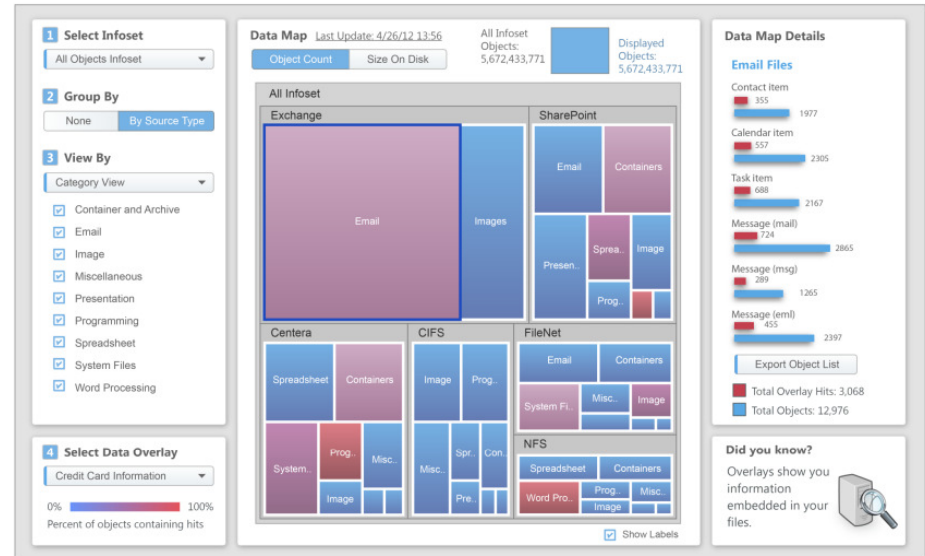 1 Select Infoset
All Objects Infoset
2 Group By
None By Source Type
3 View By
Category View
Container and Archive
Email
Image
Miscellaneous
Presentation
Programming
Spreadsheet
System Files
Word Processing
4 Select Data Overlay
Credit Card Information
0% 100%
Percent of objects containing hits
Data Map Last Update: 4/26/12 13:56
Object Count Size On Disk
All Infoset
Objects:
5,672,433,771
Displayed
Objects:
5,672,433,771
All Infoset
Exchange
Email
Images
SharePoint
Email Containers
Presen.. Sprea.. Image
Prog..
Centera
Spreadsheet Containers
System.. Prog.. Misc..
Image
CIFS
Image Prog..
Misc.. Spr.. Con..
Pre..
FileNet
Email Containers
System Fi.. Misc.. Image
NFS
Spreadsheet Containers
Word Pro.. Prog.. Misc..
Image
Show Labels
Data Map Details
Email Files
Contact item
355
1977
Calendar item
557
2305
Task item
688
2167
Message (mail)
724
2865
Message (msg)
289
1265
Message (eml)
455
2397
Export Object List
Total Overlay Hits: 3,068
Total Objects: 12,976
Did you know?
Overlays show you
information
embedded in your
files.